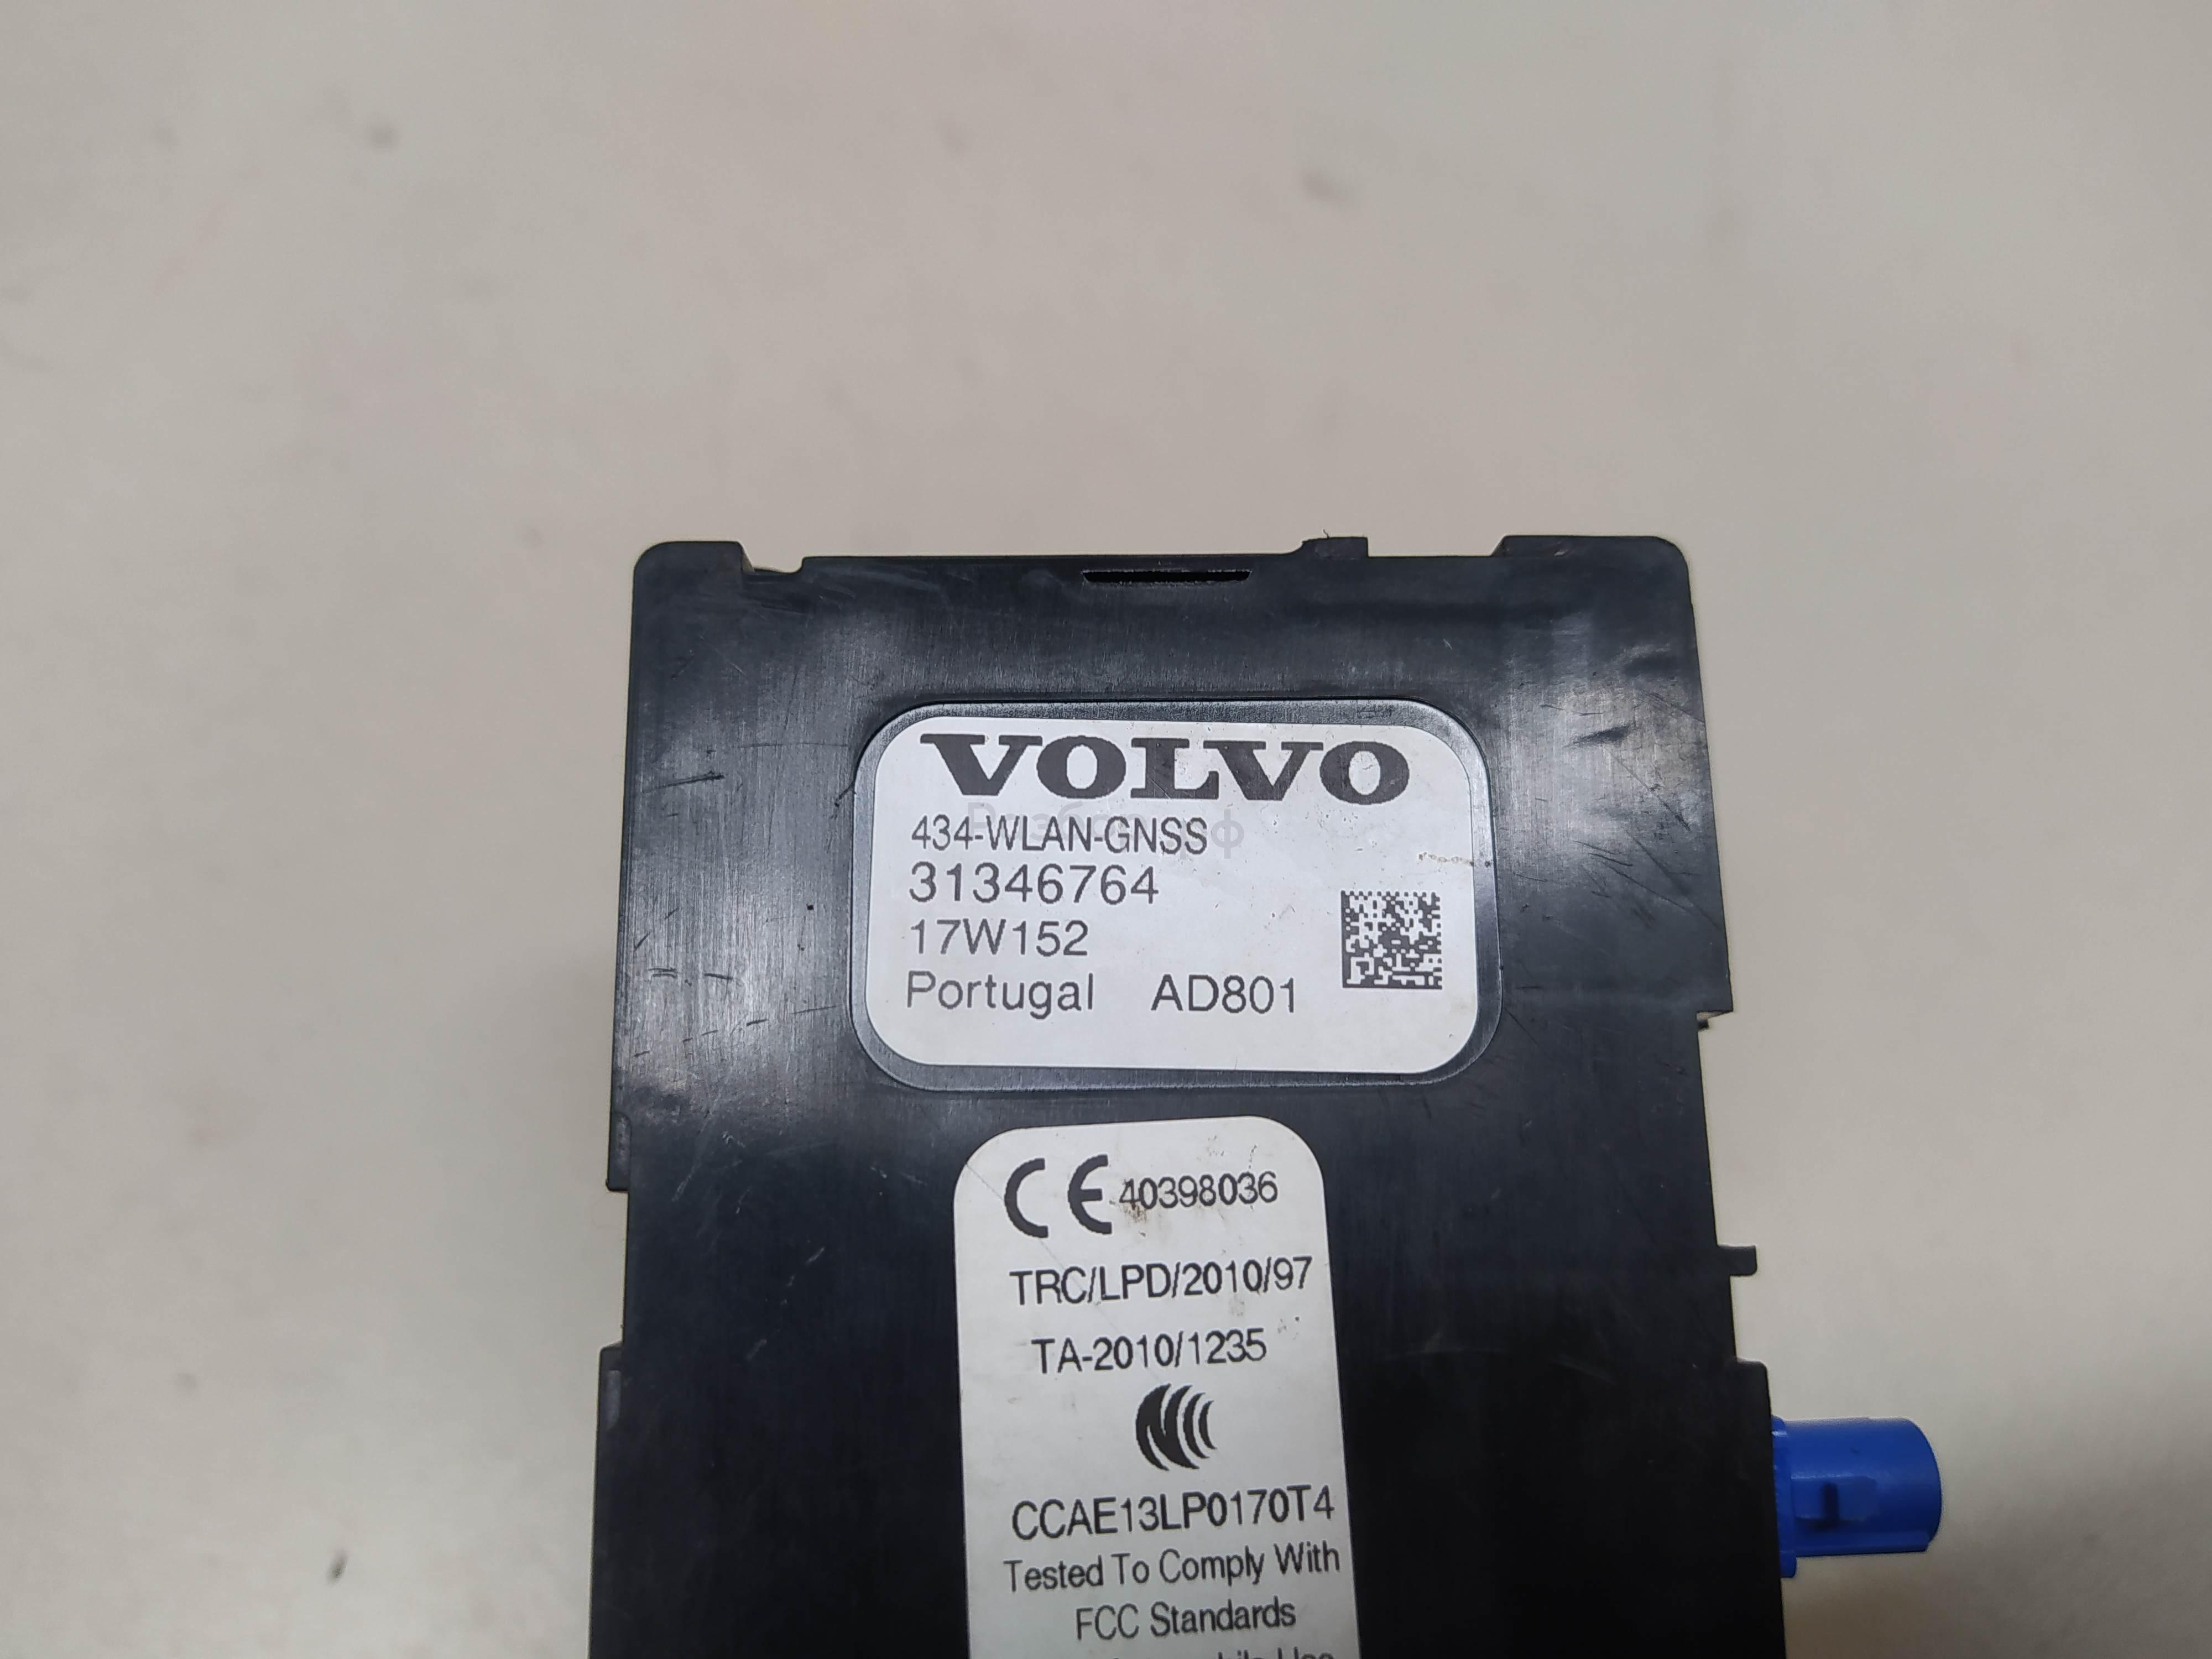 VOLVO
434-WLAN-GNSS
31346764
17W152
Portugal AD801
CE 40398036
TRC/LPD/2010/97
TA-2010/1235
CCAE13LP0170T4
Tested To Comply With
FCC Standards